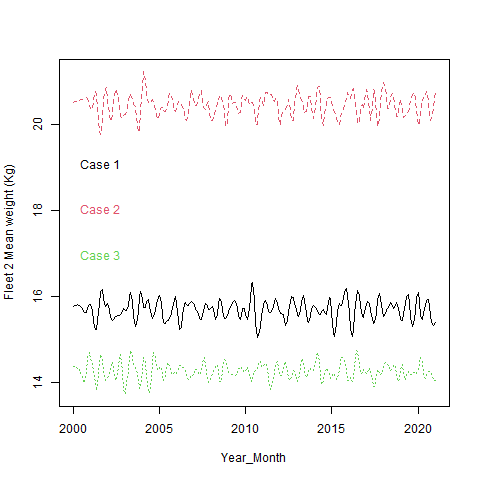 20
18
16
14
Fleet 2 Mean weight (Kg)
Case 1
Case 2
Case 3
2000 2005 2010 2015 2020
Year_Month